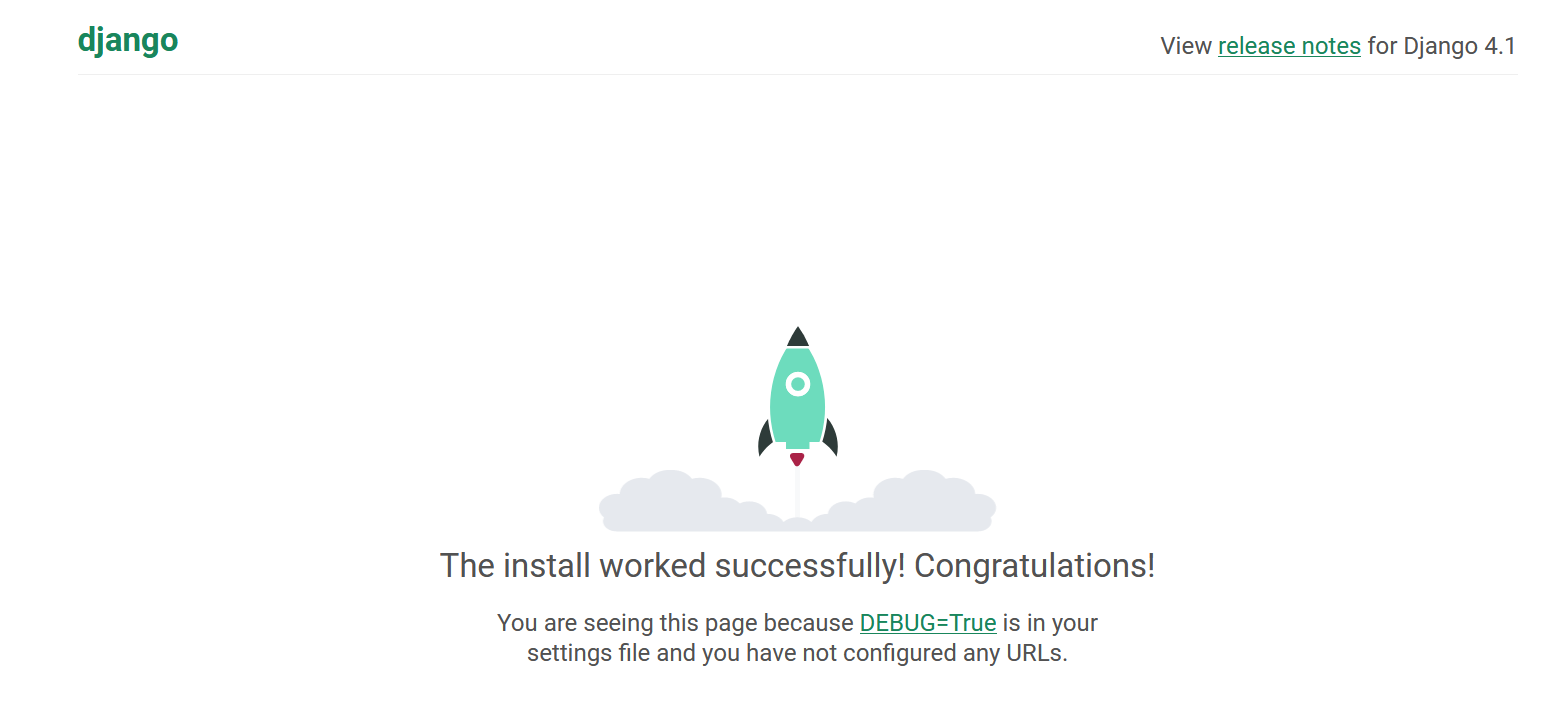 django
View release notes for Django 4.1
The install worked successfully! Congratulations!
You are seeing this page because DEBUG=True is in your
settings file and you have not configured any URLs.